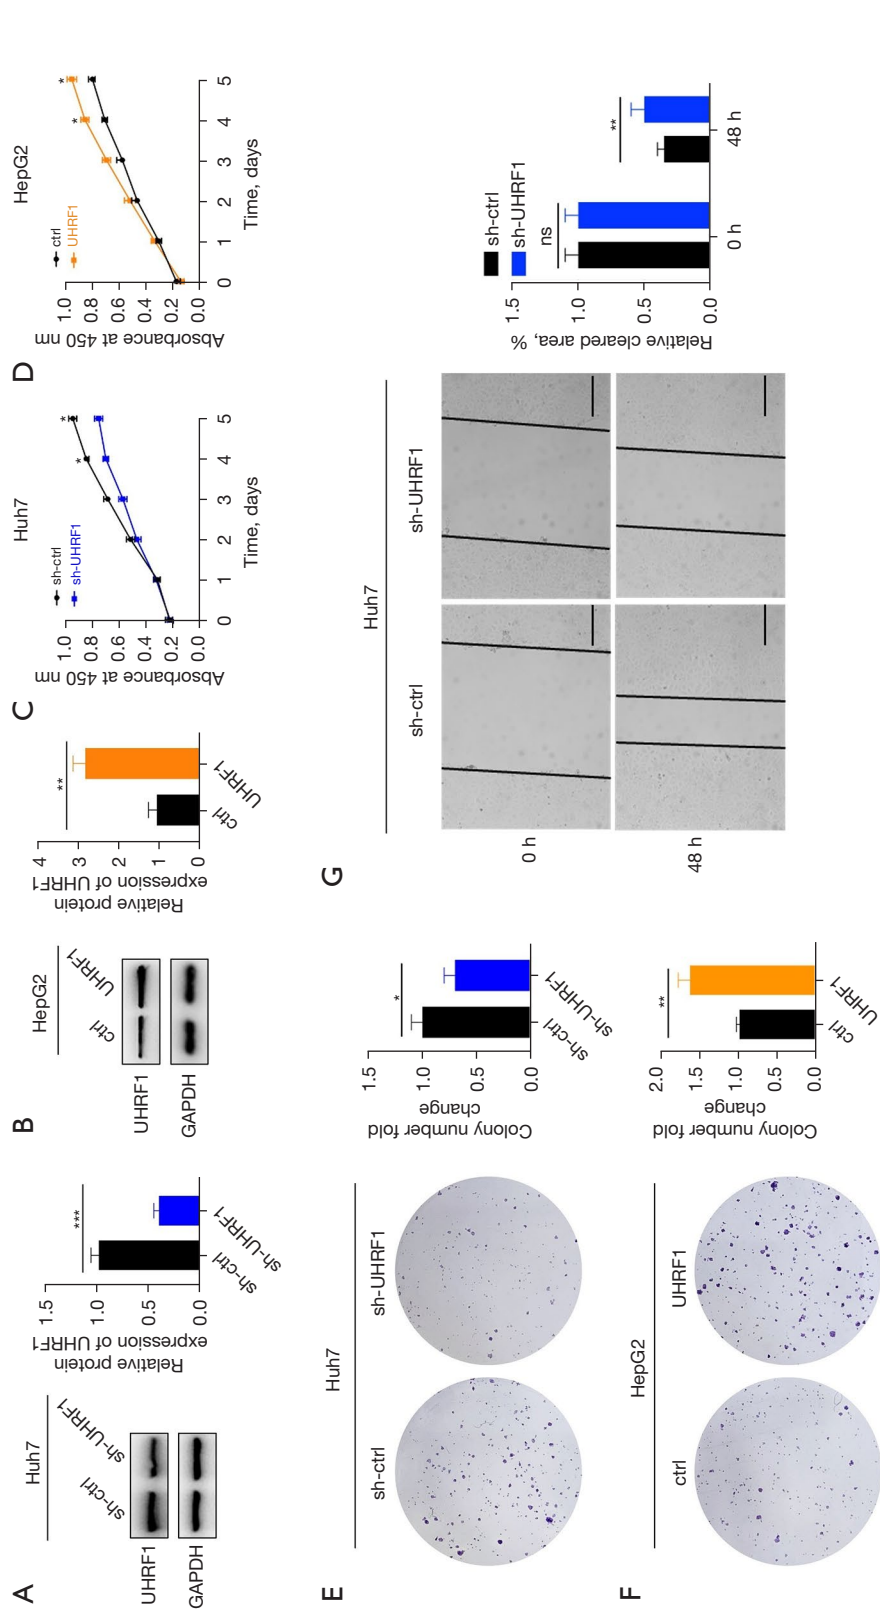 A
Huh7
sh-ctrl
sh-UHRF1
UHRF1
GAPDH
Relative protein
expression of UHRF1
1.5
1.0
0.5
0.0
***
sh-ctrl
sh-UHRF1
B
HepG2
ctrl
UHRF1
UHRF1
GAPDH
Relative protein
expression of UHRF1
4
3
2
1
0
**
ctrl
UHRF1
C
Huh7
sh-ctrl
sh-UHRF1
Absorbance at 450 nm
1.0
0.8
0.6
0.4
0.2
0.0
*
*
0 1 2 3 4 5
Time, days
D
HepG2
ctrl
UHRF1
Absorbance at 450 nm
1.0
0.8
0.6
0.4
0.2
0.0
*
*
0 1 2 3 4 5
Time, days
E
Huh7
sh-ctrl
sh-UHRF1
Colony number fold
change
1.5
1.0
0.5
0.0
*
sh-ctrl
sh-UHRF1
F
HepG2
ctrl
UHRF1
Colony number fold
change
2.0
1.5
1.0
0.5
0.0
**
ctrl
UHRF1
G
Huh7
sh-ctrl
sh-UHRF1
0 h
48 h
sh-ctrl
sh-UHRF1
Relative cleared area, %
1.5
1.0
0.5
0.0
ns
**
0 h
48 h